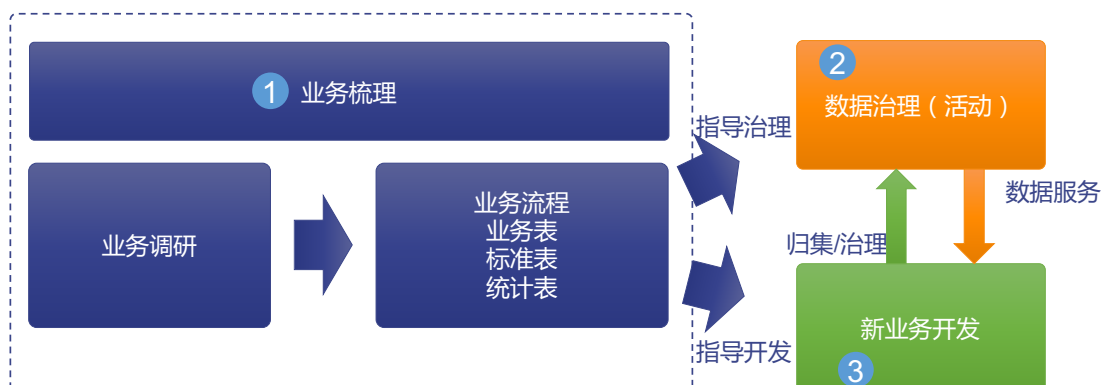 1 业务梳理
业务调研
业务流程
业务表
标准表
统计表
指导治理
指导开发
2
数据治理（活动）
数据服务
归集/治理
新业务开发
3